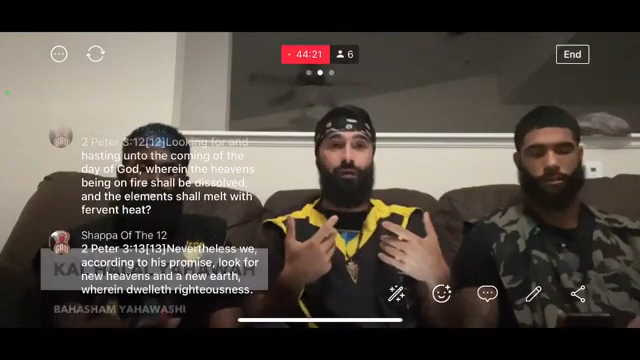 44:21
6
End
2 Peter 3:12[12]Looking for and
hasting unto the coming of the
day of God, wherein the heavens
being on fire shall be dissolved,
and the elements shall melt with
fervent heat?
Shappa Of The 12
2 Peter 3:13[13]Nevertheless we,
according to his promise, look for
new heavens and a new earth,
wherein dwelleth righteousness.
BAHASHAM YAHAWASHI